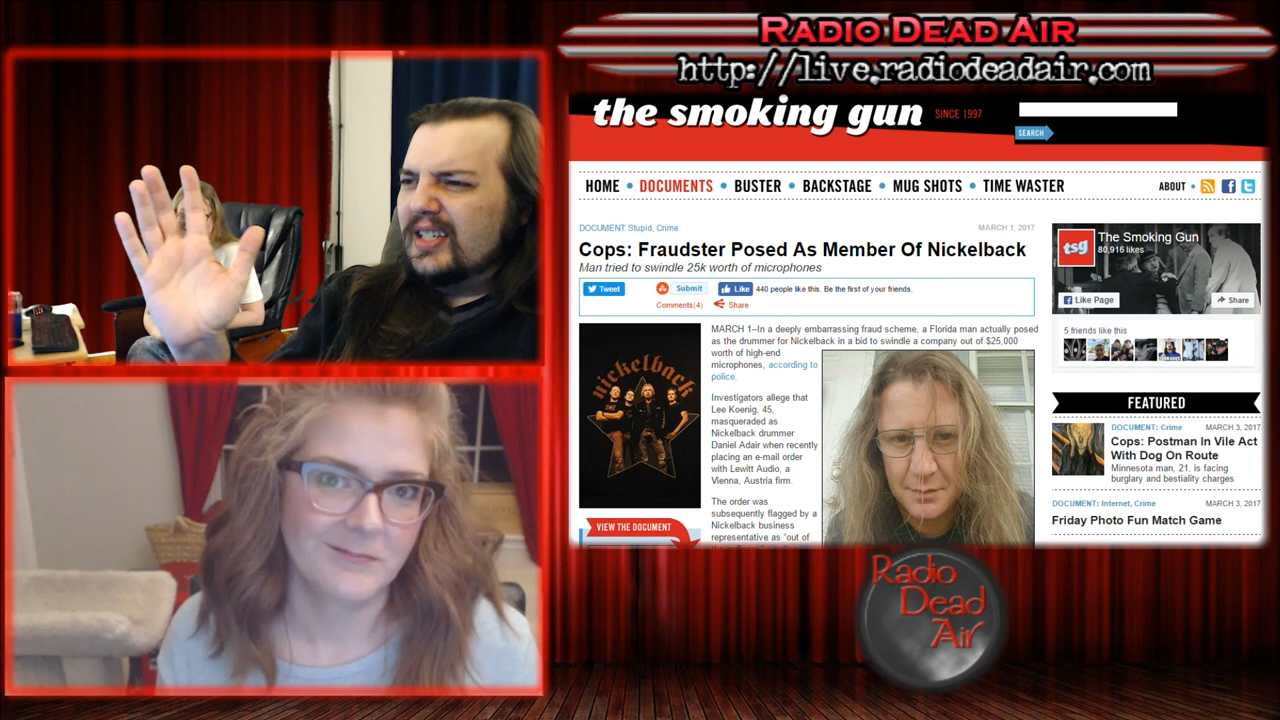 RADIO DEAD AIR
http://live.radiodeadair.com
the smoking gun
SINCE 1997
SEARCH
HOME • DOCUMENTS • BUSTER • BACKSTAGE • MUG SHOTS • TIME WASTER
ABOUT •
DOCUMENT: Stupid, Crime
MARCH 1, 2017
Cops: Fraudster Posed As Member Of Nickelback
Man tried to swindle 25k worth of microphones
Tweet
Submit
Like
440 people like this. Be the first of your friends.
Comments(4)
Share
nickelback
VIEW THE DOCUMENT
MARCH 1--In a deeply embarrassing fraud scheme, a Florida man actually posed
as the drummer for Nickelback in a bid to swindle a company out of $25,000
worth of high-end
microphones, according to
police.
Investigators allege that
Lee Koenig, 45,
masqueraded as
Nickelback drummer
Daniel Adair when recently
placing an e-mail order
with Lewitt Audio, a
Vienna, Austria firm.
The order was
subsequently flagged by a
Nickelback business
representative as "out of
tsg
The Smoking Gun
80,916 likes
Like Page
Share
5 friends like this
FEATURED
DOCUMENT: Crime
MARCH 3, 2017
Cops: Postman In Vile Act
With Dog On Route
Minnesota man, 21, is facing
burglary and bestiality charges
DOCUMENT: Internet, Crime
MARCH 3, 2017
Friday Photo Fun Match Game
Radio
Dead
Air